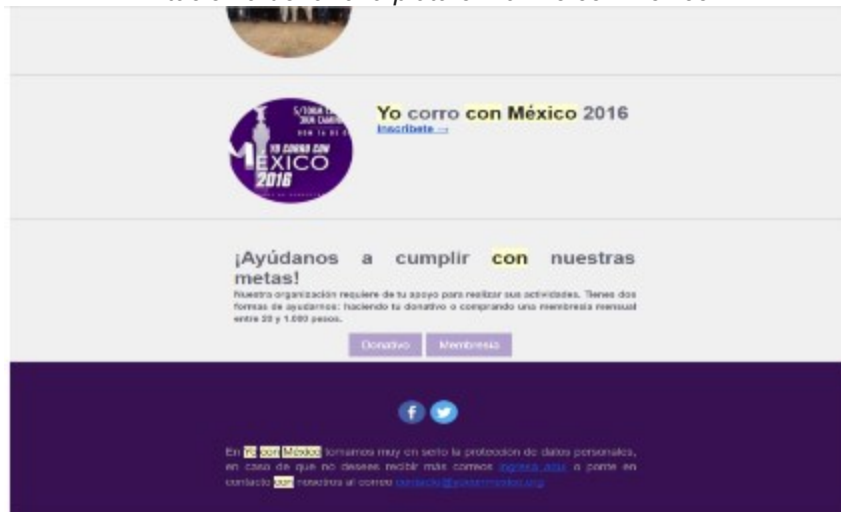 Yo corro con México 2016
Inscríbete →
YO CORRO CON
MÉXICO
2016
¡Ayúdanos a cumplir con nuestras
metas!
Nuestra organización requiere de tu apoyo para realizar sus actividades. Tienes dos
formas de ayudarnos: haciendo tu donativo o comprando una membresía mensual
entre 20 y 1,000 pesos.
Donativo Membresía
En Yo con México tomamos muy en serio la protección de datos personales,
en caso de que no desees recibir más correos ingresa aquí o ponte en
contacto con nosotros al correo